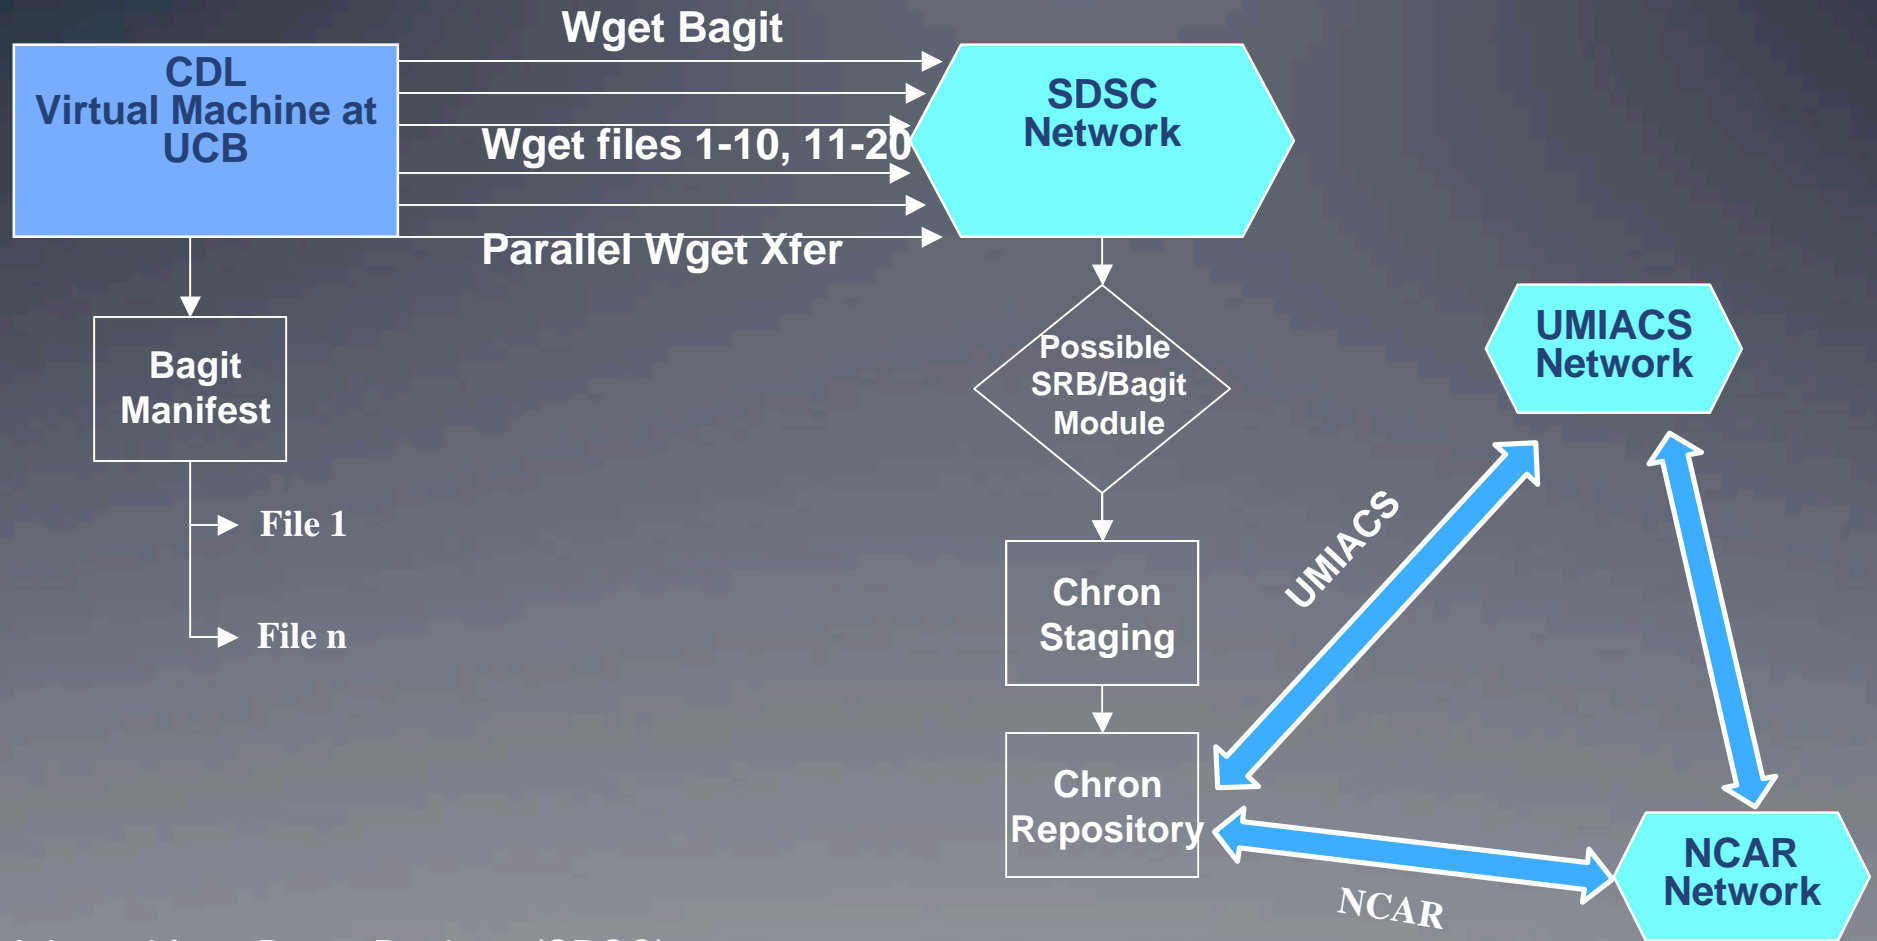 Wget Bagit
CDL
Virtual Machine at
UCB
SDSC
Network
Wget files 1-10, 11-20
Parallel Wget Xfer
Bagit
Manifest
File 1
File n
Possible
SRB/Bagit
Module
UMIACS
Network
UMIACS
Chron
Staging
Chron
Repository
NCAR
Network
NCAR